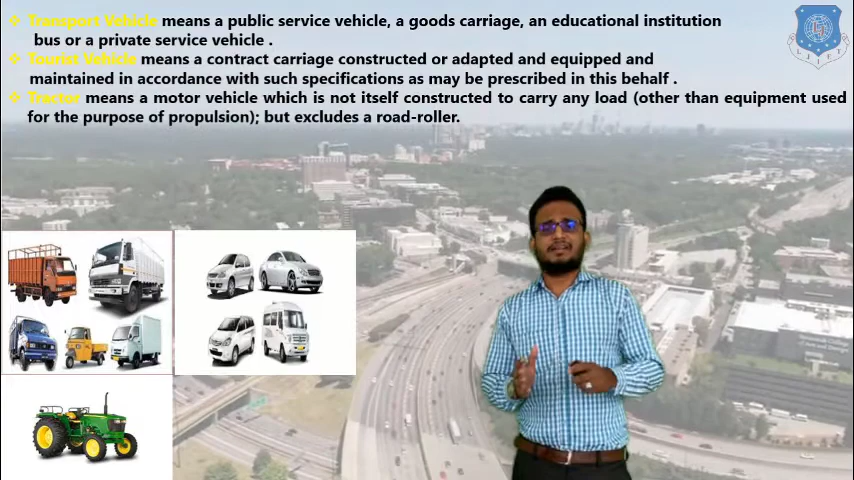 ❖ Transport Vehicle means a public service vehicle, a goods carriage, an educational institution
bus or a private service vehicle .
❖ Tourist Vehicle means a contract carriage constructed or adapted and equipped and
maintained in accordance with such specifications as may be prescribed in this behalf .
❖ Tractor means a motor vehicle which is not itself constructed to carry any load (other than equipment used
for the purpose of propulsion); but excludes a road-roller.